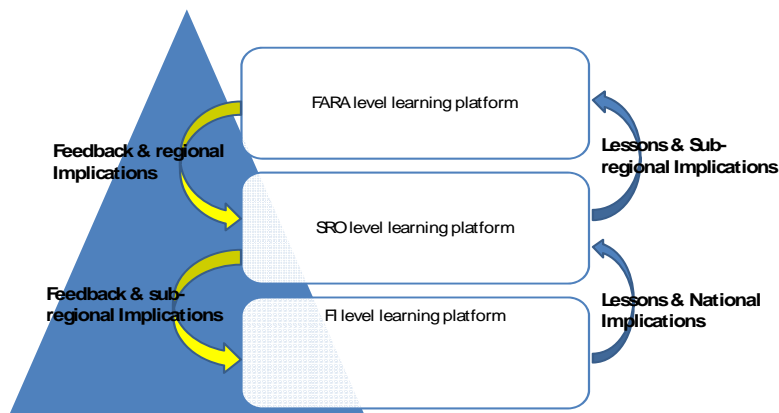 FARA level learning platform
Feedback & regional
Implications
Lessons & Sub-
regional Implications
SRO level learning platform
Feedback & sub-
regional Implications
Lessons & National
Implications
FI level learning platform